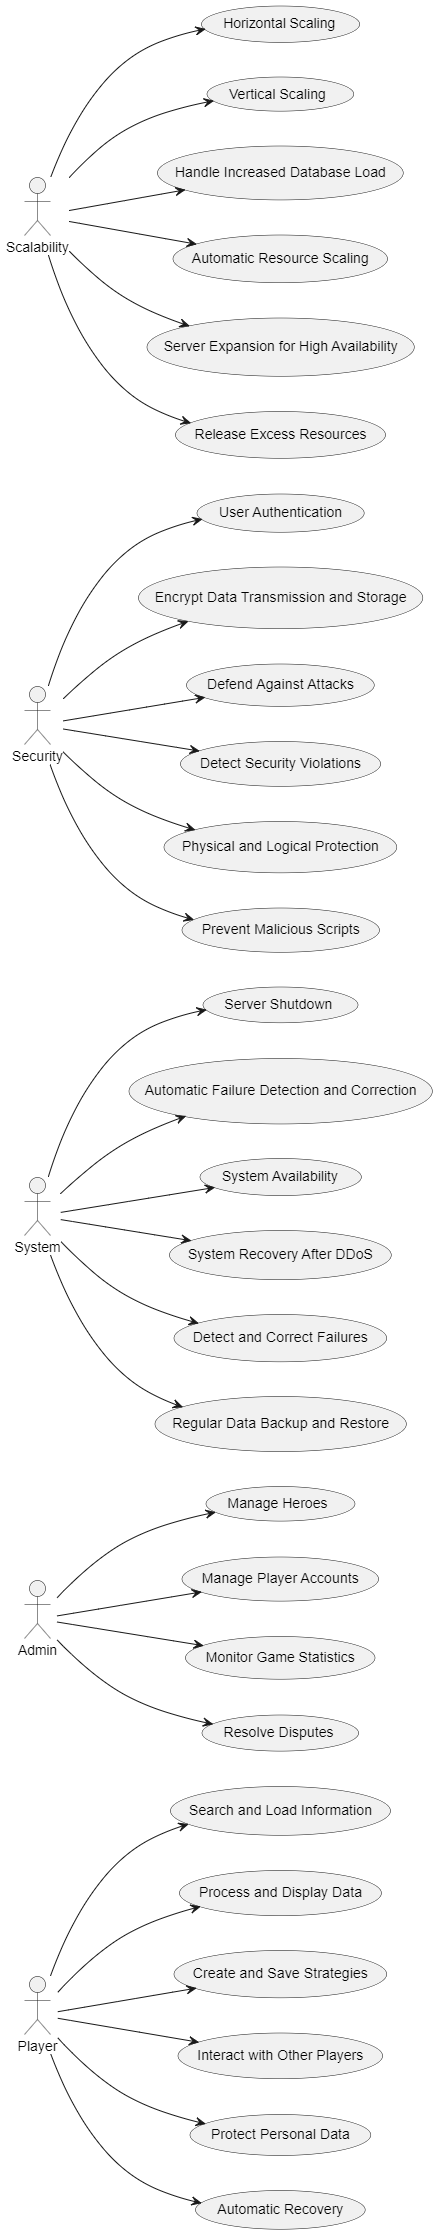 Horizontal Scaling
Vertical Scaling
Handle Increased Database Load
Scalability
Automatic Resource Scaling
Server Expansion for High Availability
Release Excess Resources
User Authentication
Encrypt Data Transmission and Storage
Defend Against Attacks
Security
Detect Security Violations
Physical and Logical Protection
Prevent Malicious Scripts
Server Shutdown
Automatic Failure Detection and Correction
System Availability
System
System Recovery After DDoS
Detect and Correct Failures
Regular Data Backup and Restore
Manage Heroes
Manage Player Accounts
Admin
Monitor Game Statistics
Resolve Disputes
Search and Load Information
Process and Display Data
Create and Save Strategies
Player
Interact with Other Players
Protect Personal Data
Automatic Recovery